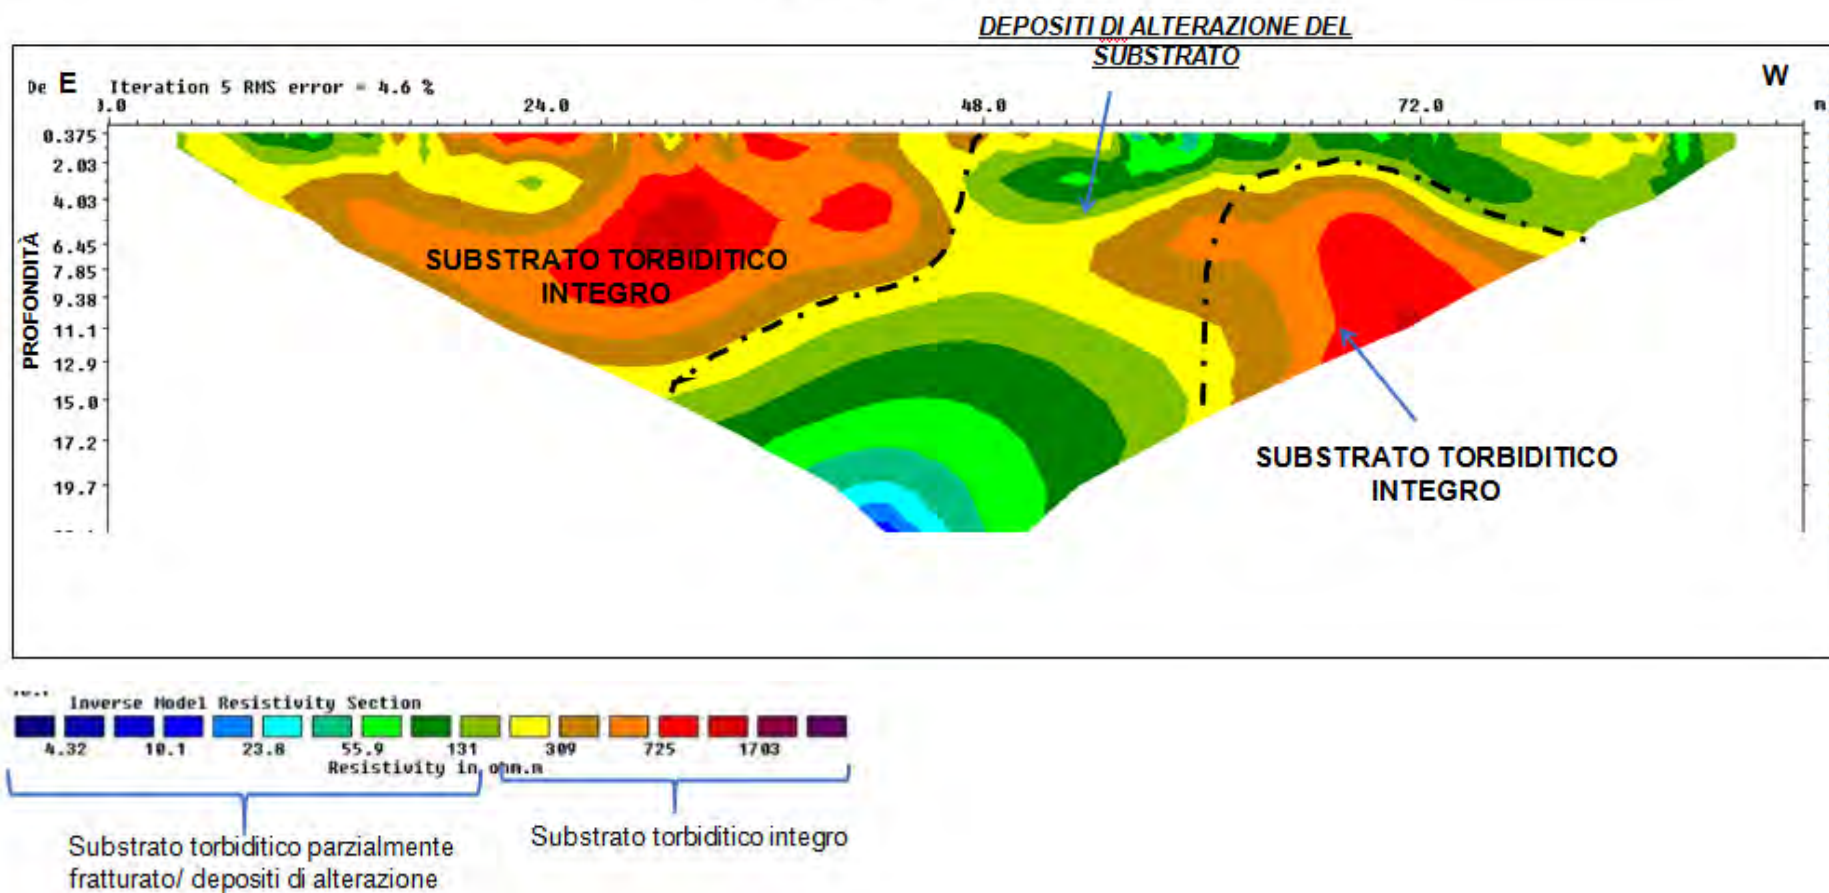 DEPOSITI DI ALTERAZIONE DEL
SUBSTRATO
De E Iteration 5 RMS error = 4.6 % W
0.0 24.0 48.0 72.0 m
0.375
2.03
4.03
6.45
7.85
9.38
11.1
12.9
15.0
17.2
19.7
PROFONDITÀ
SUBSTRATO TORBIDITICO
INTEGRO
SUBSTRATO TORBIDITICO
INTEGRO
Inverse Model Resistivity Section
4.32 10.1 23.8 55.9 131 309 725 1703
Resistivity in ohm.m
Substrato torbiditico parzialmente
fratturato/ depositi di alterazione
Substrato torbiditico integro